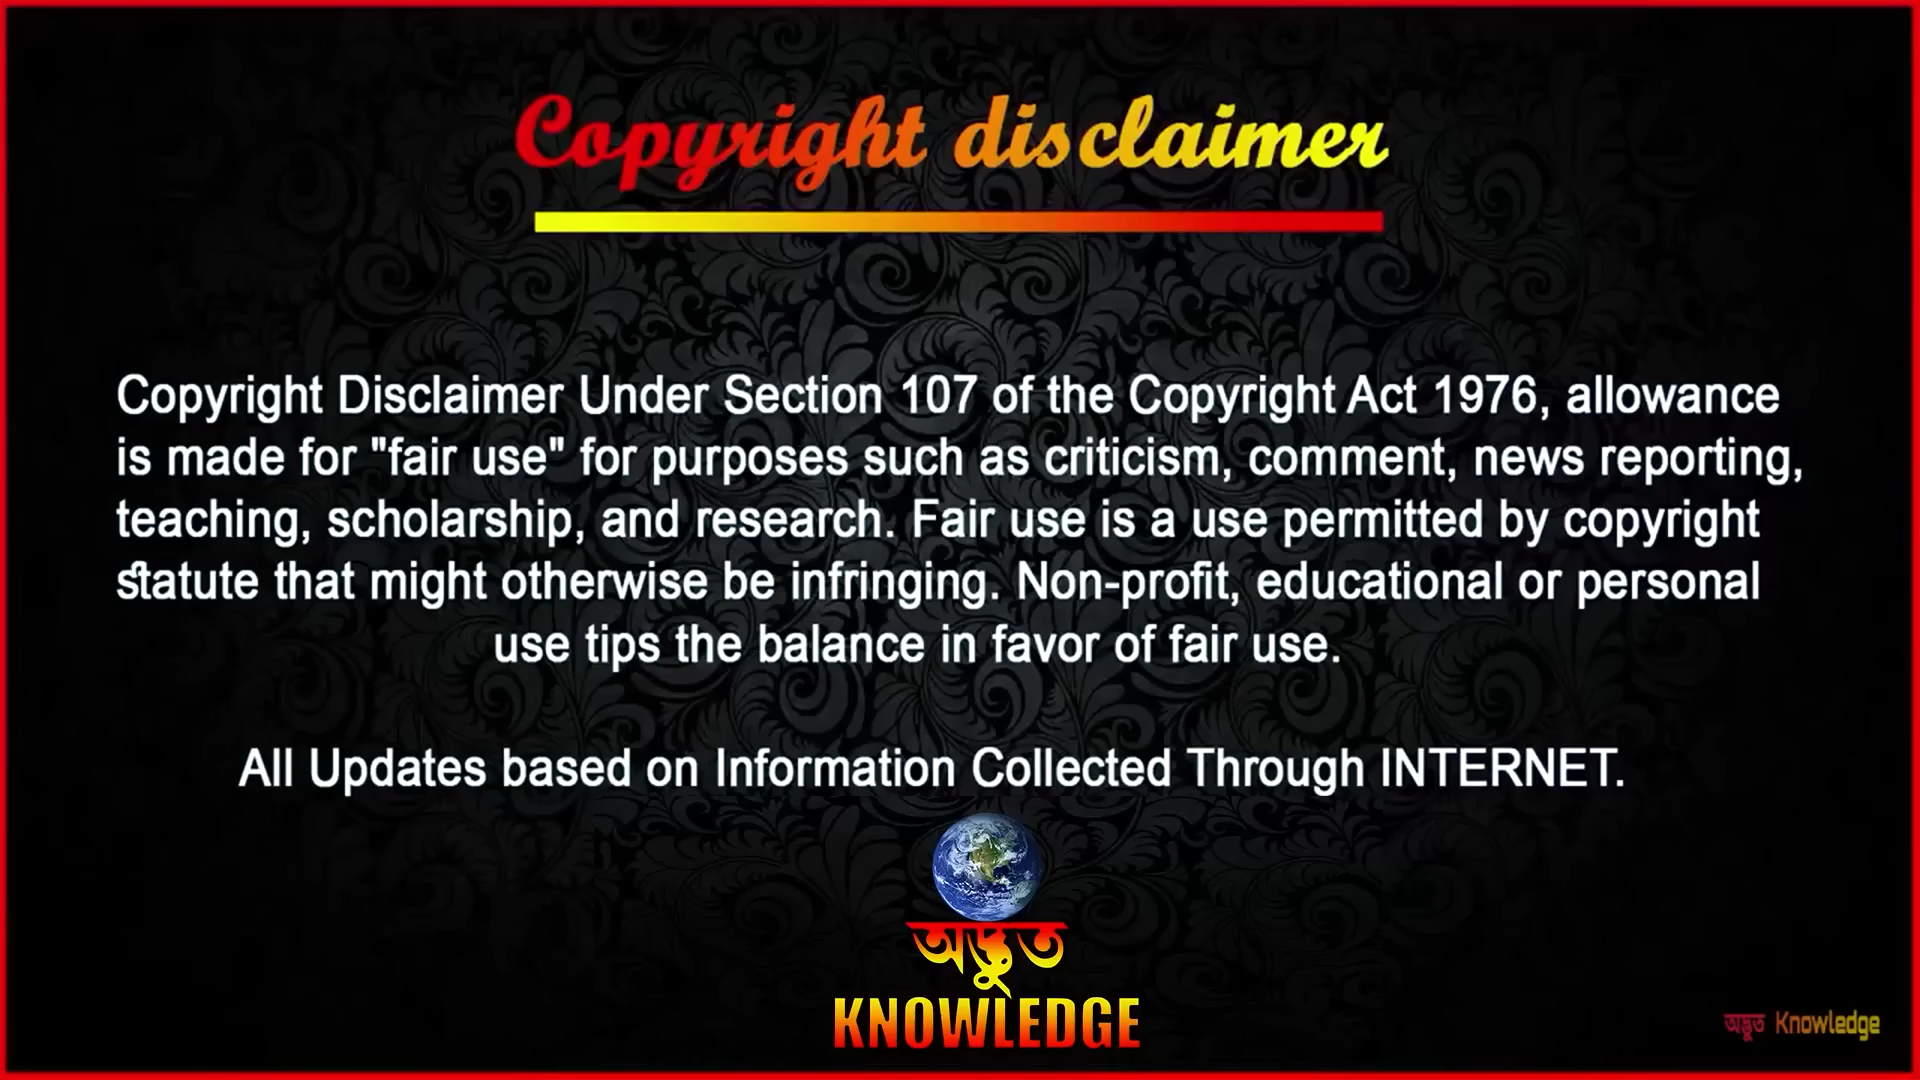 Copyright disclaimer
Copyright Disclaimer Under Section 107 of the Copyright Act 1976, allowance
is made for "fair use" for purposes such as criticism, comment, news reporting,
teaching, scholarship, and research. Fair use is a use permitted by copyright
statute that might otherwise be infringing. Non-profit, educational or personal
use tips the balance in favor of fair use.
All Updates based on Information Collected Through INTERNET.
অদ্ভুত
KNOWLEDGE
অদ্ভুত Knowledge